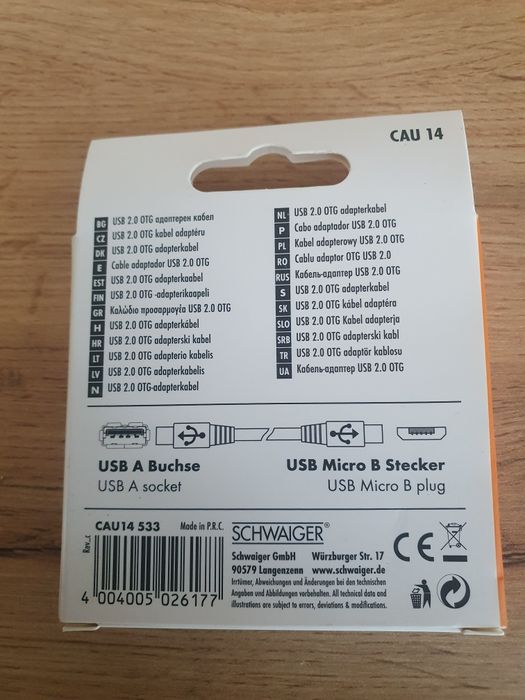 CAU 14
BG USB 2.0 OTG адаптерен кабел
CZ USB 2.0 OTG kabel adaptéru
DK USB 2.0 OTG adapterkabel
E Cable adaptador USB 2.0 OTG
EST USB 2.0 OTG adapterkaabel
FIN USB 2.0 OTG -adapterikaapeli
GR Καλώδιο προσαρμογέα USB 2.0 OTG
H USB 2.0 OTG adapterkábel
HR USB 2.0 OTG adapterski kabel
LT USB 2.0 OTG adapterio kabelis
LV USB 2.0 OTG adapterkabelis
N USB 2.0 OTG-adapterkabel
NL USB 2.0 OTG adapterkabel
P Cabo adaptador USB 2.0 OTG
PL Kabel adapterowy USB 2.0 OTG
RO Cablu adaptor OTG USB 2.0
RUS Кабель-адаптер USB 2.0 OTG
S USB 2.0 OTG adapterkabel
SK USB 2.0 OTG kábel adaptéra
SLO USB 2.0 OTG Kabel adapterja
SRB USB 2.0 OTG adapterski kabl
TR USB 2.0 OTG adaptör kablosu
UA Кабель-адаптер USB 2.0 OTG
USB A Buchse
USB A socket
USB Micro B Stecker
USB Micro B plug
CAU14 533
Made in P.R.C.
4 004005 026177
SCHWAIGER®
Schwaiger GmbH Würzburger Str. 17
90579 Langenzenn www.schwaiger.de
Irrtümer, Abweichungen und Änderungen bei den technischen
Angaben und Abbildungen vorbehalten. All technical data and
illustrations are subject to errors, deviations & modifications.
CE